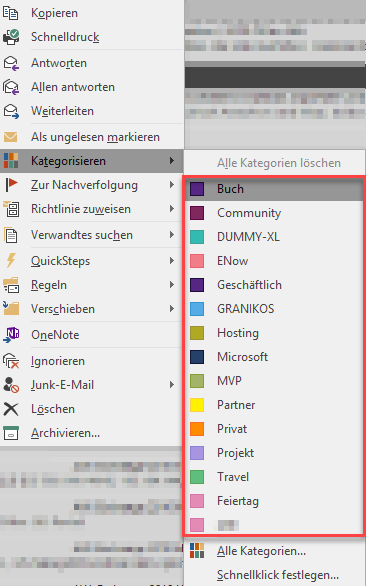 Kopieren
Schnelldruck
Antworten
Allen antworten
Weiterleiten
Als ungelesen markieren
Kategorisieren
Zur Nachverfolgung
Richtlinie zuweisen
Verwandtes suchen
QuickSteps
Regeln
Verschieben
OneNote
Ignorieren
Junk-E-Mail
Löschen
Archivieren...
Alle Kategorien löschen
Buch
Community
DUMMY-XL
ENow
Geschäftlich
GRANIKOS
Hosting
Microsoft
MVP
Partner
Privat
Projekt
Travel
Feiertag
Alle Kategorien...
Schnellklick festlegen...